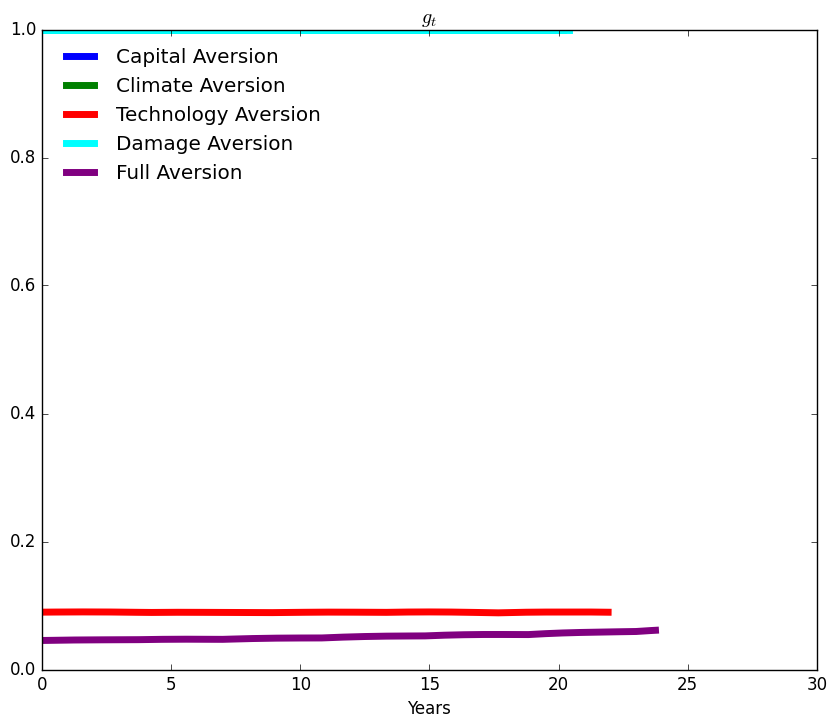 g_t
1.0
Capital Aversion
Climate Aversion
Technology Aversion
Damage Aversion
Full Aversion
0.8
0.6
0.4
0.2
0.0
0 5 10 15 20 25 30
Years